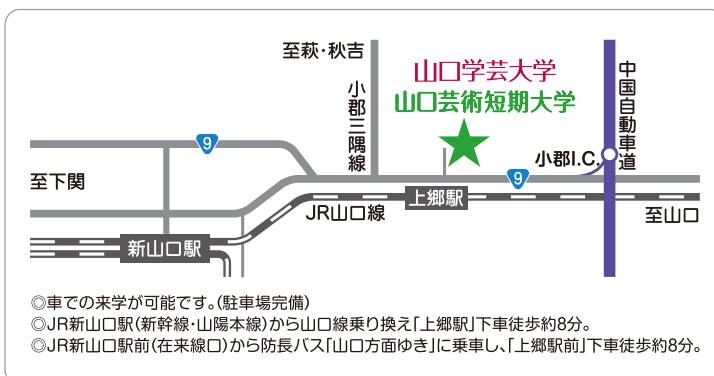 至萩・秋吉
山口学芸大学
山口芸術短期大学
小郡三隅線
中国自動車道
9
小郡I.C.
至下関
9
上郷駅
JR山口線
至山口
新山口駅
◎車での来学が可能です。(駐車場完備)
◎JR新山口駅(新幹線・山陽本線)から山口線乗り換え「上郷駅」下車徒歩約8分。
◎JR新山口駅前(在来線口)から防長バス「山口方面ゆき」に乗車し、「上郷駅前」下車徒歩約8分。